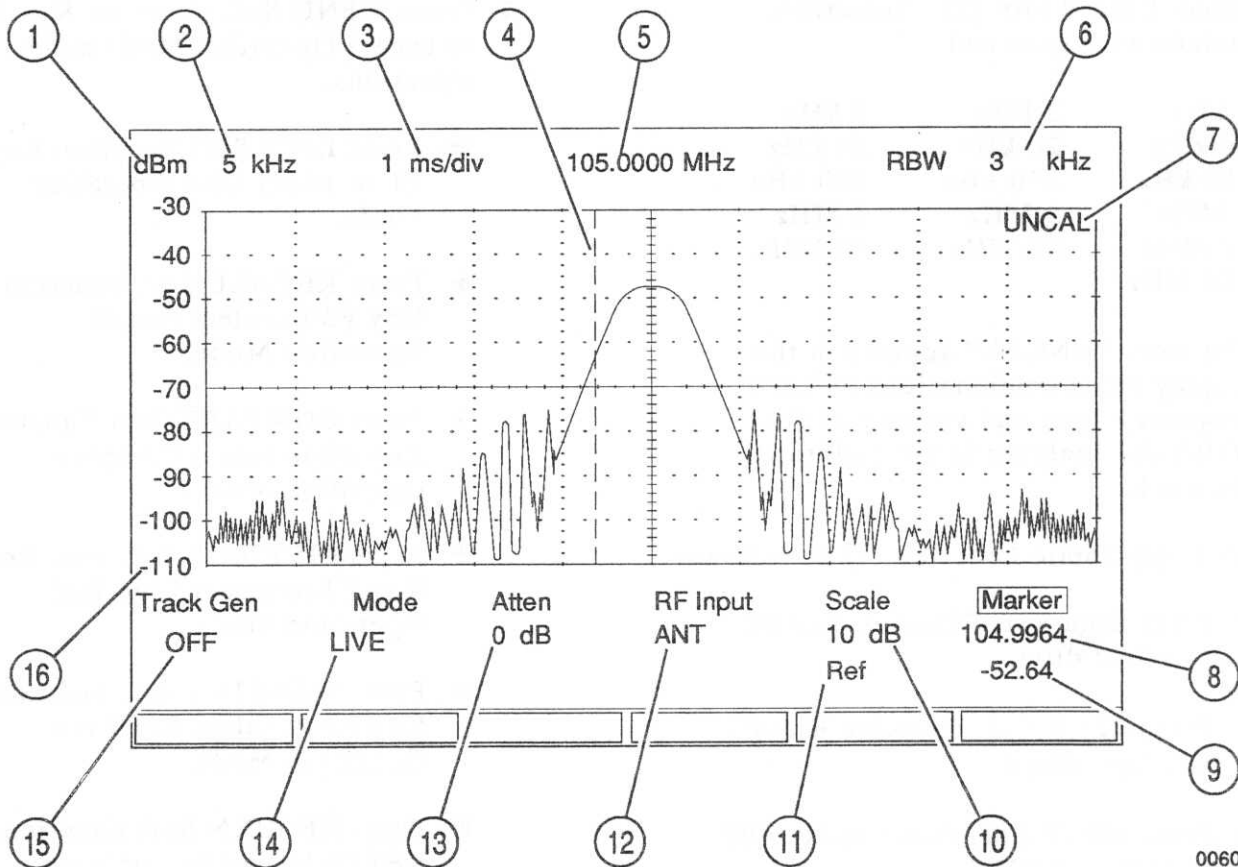 1 2 3 4 5 6
7
dBm 5 kHz 1 ms/div 105.0000 MHz RBW 3 kHz
UNCAL
-30
-40
-50
-60
-70
-80
-90
-100
-110
Track Gen Mode Atten RF Input Scale Marker
OFF LIVE 0 dB ANT 10 dB 104.9964
Ref -52.64
16
8
9
15 14 13 12 11 10
0060